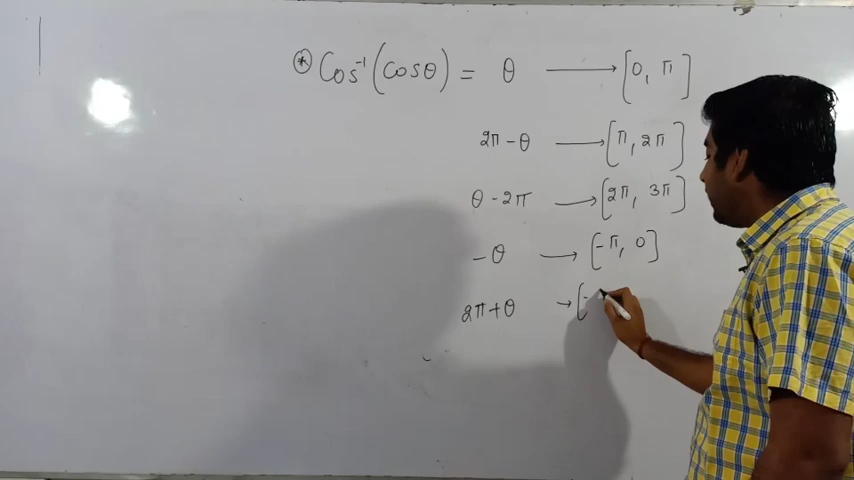 ⊛ Cos⁻¹(cosθ) = θ → [0, π]
2π - θ → [π, 2π]
θ - 2π → [2π, 3π]
-θ → [-π, 0]
2π+θ → [-